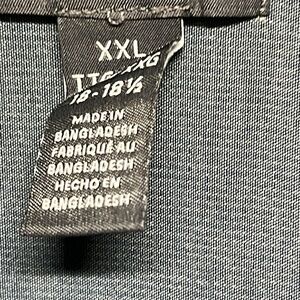 XXL
18-18½
MADE IN
BANGLADESH
FABRIQUÉ AU
BANGLADESH
HECHO EN
BANGLADESH